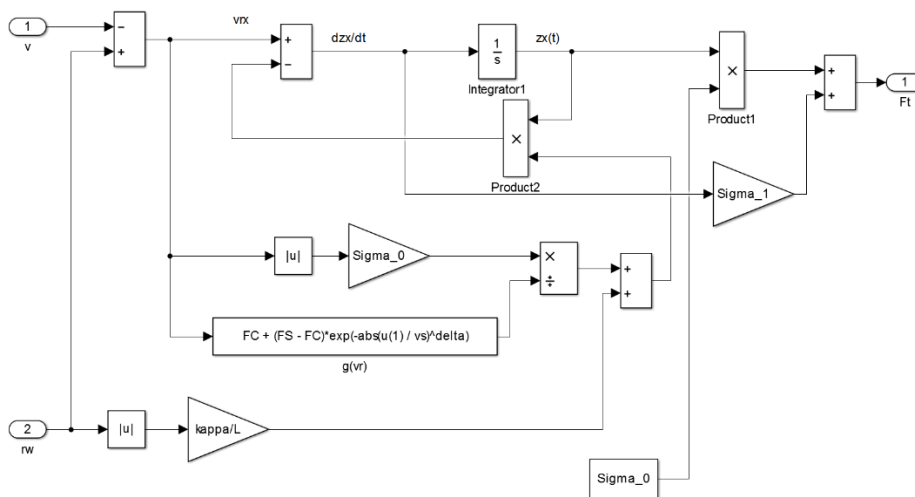 1
v
−
+
vrx
+
−
dzx/dt
1
s
Integrator1
zx(t)
×
Product1
+
+
1
Ft
×
Product2
Sigma_1
|u|
Sigma_0
×
÷
+
+
FC + (FS - FC)*exp(-abs(u(1) / vs)^delta)
g(vr)
2
rw
|u|
kappa/L
Sigma_0